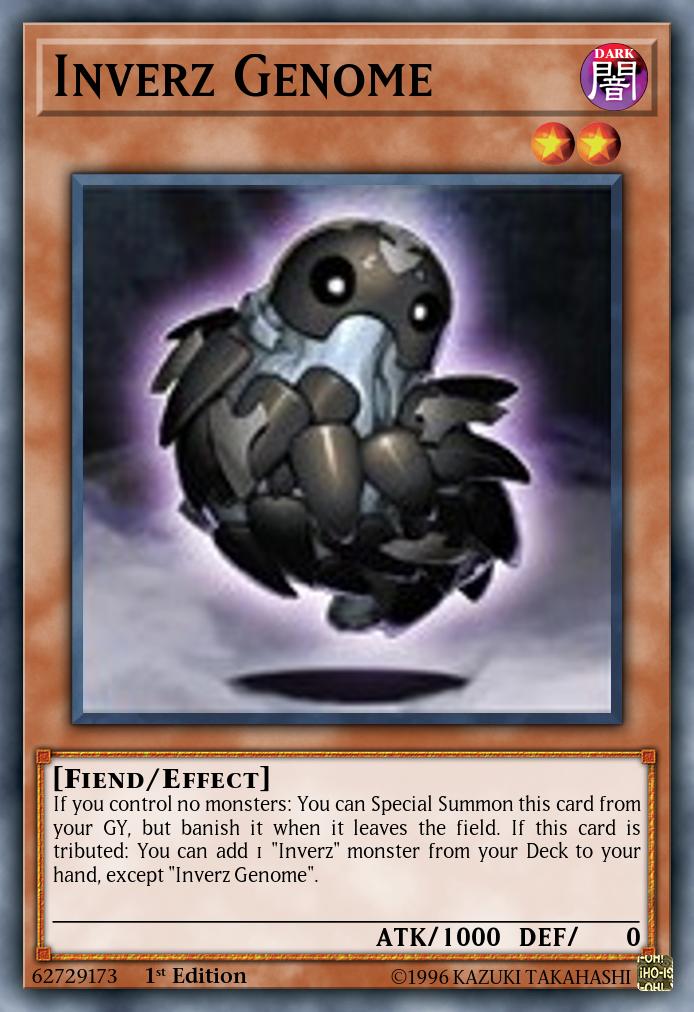 Inverz Genome
DARK
闇
[Fiend/Effect]
If you control no monsters: You can Special Summon this card from
your GY, but banish it when it leaves the field. If this card is
tributed: You can add 1 "Inverz" monster from your Deck to your
hand, except "Inverz Genome".
ATK/1000 DEF/ 0
62729173 1st Edition ©1996 KAZUKI TAKAHASHI